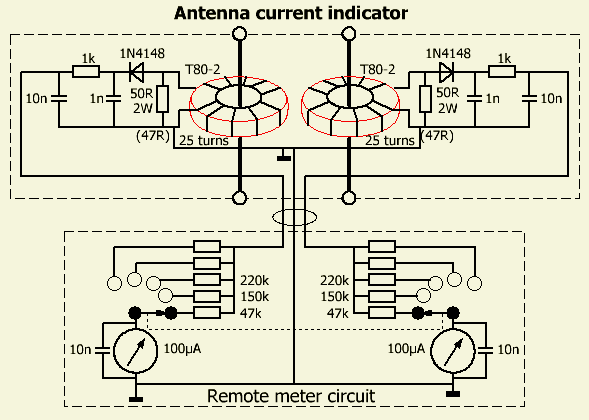 Antenna current indicator
1k 1N4148 T80-2 T80-2 1N4148 1k
10n 1n 50R 2W 50R 2W 1n 10n
(47R) 25 turns 25 turns (47R)
220k 220k
150k 150k
47k 47k
10n 100µA 100µA 10n
Remote meter circuit